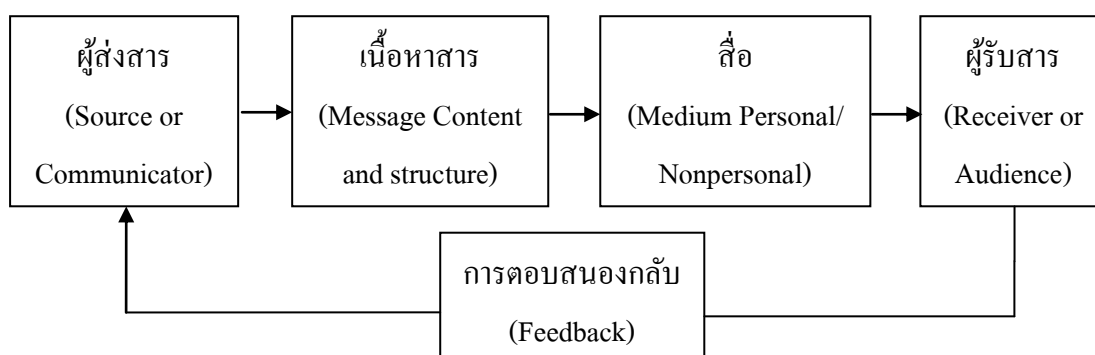 ผู้ส่งสาร
(Source or
Communicator)
เนื้อหาสาร
(Message Content
and structure)
สื่อ
(Medium Personal/
Nonpersonal)
ผู้รับสาร
(Receiver or
Audience)
การตอบสนองกลับ
(Feedback)